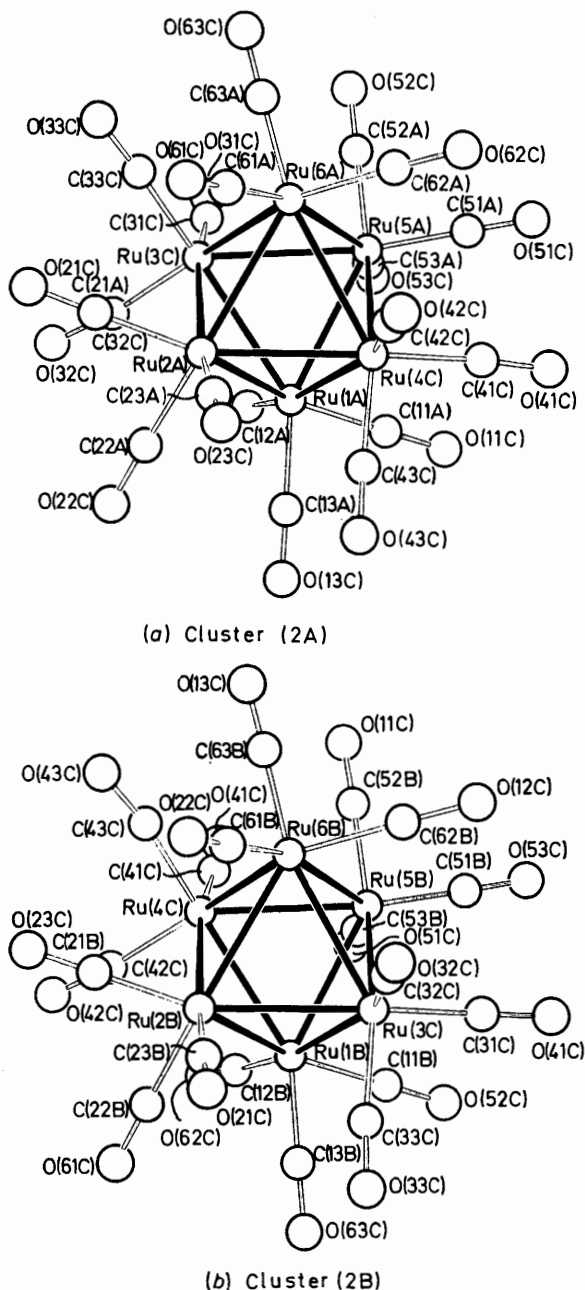 O(63C)
O(52C)
C(63A)
O(33C)
O(61C)
O(31C)
C(61A)
C(52A)
O(62C)
C(33C)
Ru(6A)
C(62A)
C(51A)
C(31C)
Ru(5A)
Ru(3C)
C(53A)
O(51C)
O(21C)
C(21A)
O(53C)
O(42C)
C(32C)
C(42C)
O(32C)
Ru(2A)
Ru(4C)
C(41C)
O(41C)
C(23A)
Ru(1A)
C(11A)
C(12A)
O(11C)
C(22A)
O(23C)
C(43C)
O(22C)
C(13A)
O(43C)
O(13C)
(a) Cluster (2A)
O(13C)
O(11C)
C(63B)
O(43C)
O(22C)
O(41C)
C(61B)
C(52B)
O(12C)
C(43C)
Ru(6B)
C(62B)
C(41C)
Ru(5B)
C(51B)
O(53C)
Ru(4C)
C(53B)
O(23C)
C(21B)
O(51C)
C(42C)
O(32C)
C(32C)
O(42C)
Ru(2B)
Ru(3C)
C(31C)
O(41C)
C(23B)
Ru(1B)
C(11B)
C(12B)
O(52C)
C(22B)
O(21C)
C(33C)
O(62C)
O(61C)
C(13B)
O(33C)
O(63C)
(b) Cluster (2B)